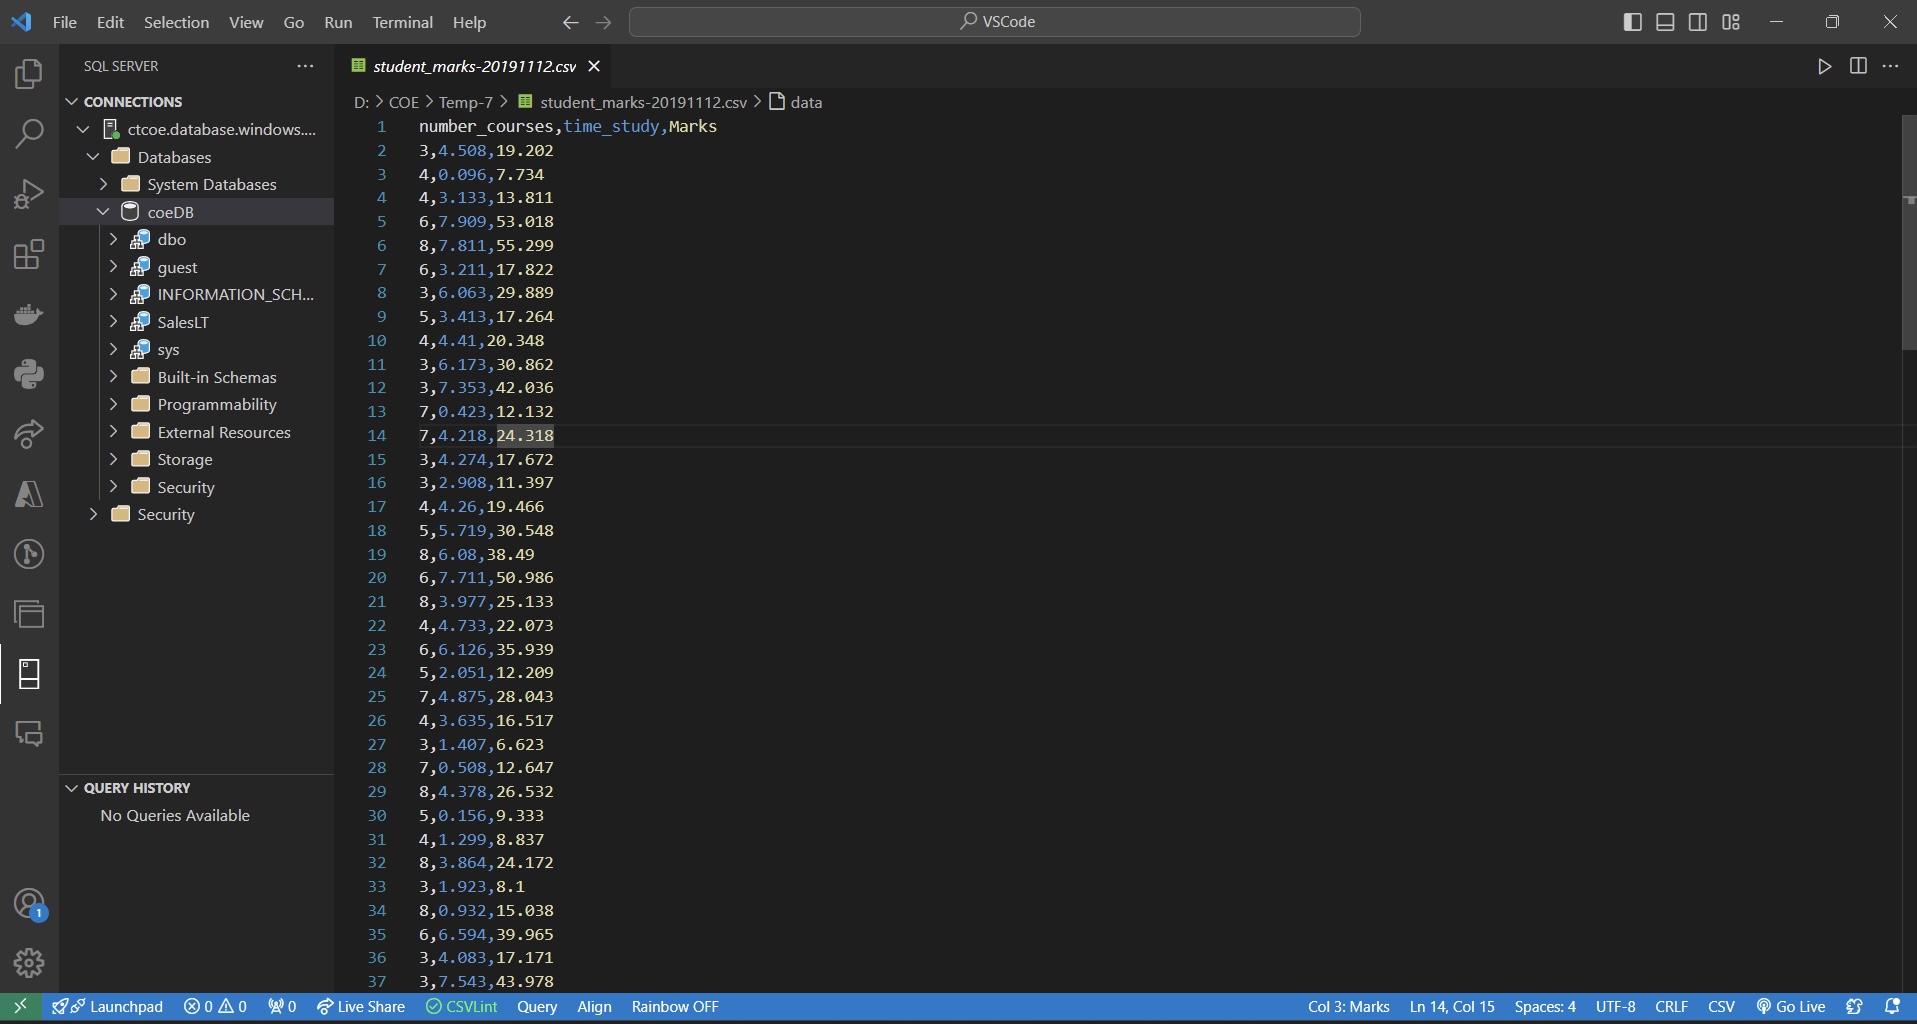 File Edit Selection View Go Run Terminal Help
VSCode
SQL SERVER
student_marks-20191112.csv
CONNECTIONS
ctcoe.database.windows....
Databases
System Databases
coeDB
dbo
guest
INFORMATION_SCH...
SalesLT
sys
Built-in Schemas
Programmability
External Resources
Storage
Security
Security
QUERY HISTORY
No Queries Available
1
D: > COE > Temp-7 > student_marks-20191112.csv > data
1 number_courses,time_study,Marks
2 3,4.508,19.202
3 4,0.096,7.734
4 4,3.133,13.811
5 6,7.909,53.018
6 8,7.811,55.299
7 6,3.211,17.822
8 3,6.063,29.889
9 5,3.413,17.264
10 4,4.41,20.348
11 3,6.173,30.862
12 3,7.353,42.036
13 7,0.423,12.132
14 7,4.218,24.318
15 3,4.274,17.672
16 3,2.908,11.397
17 4,4.26,19.466
18 5,5.719,30.548
19 8,6.08,38.49
20 6,7.711,50.986
21 8,3.977,25.133
22 4,4.733,22.073
23 6,6.126,35.939
24 5,2.051,12.209
25 7,4.875,28.043
26 4,3.635,16.517
27 3,1.407,6.623
28 7,0.508,12.647
29 8,4.378,26.532
30 5,0.156,9.333
31 4,1.299,8.837
32 8,3.864,24.172
33 3,1.923,8.1
34 8,0.932,15.038
35 6,6.594,39.965
36 3,4.083,17.171
37 3,7.543,43.978
Launchpad 0 0 0 Live Share CSVLint Query Align Rainbow OFF Col 3: Marks Ln 14, Col 15 Spaces: 4 UTF-8 CRLF CSV Go Live